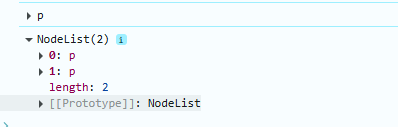 p
NodeList(2) i
0: p
1: p
length: 2
[[Prototype]]: NodeList